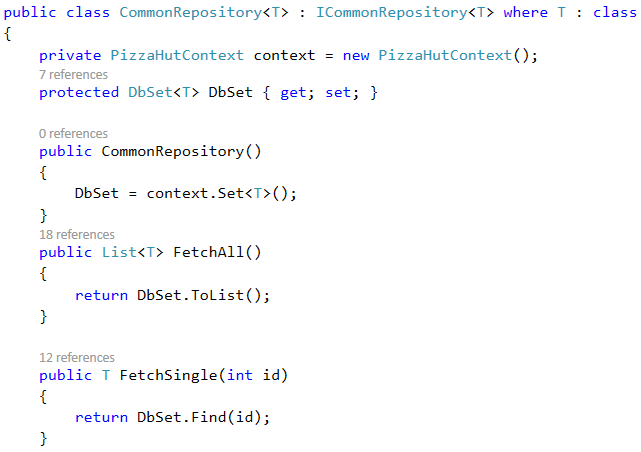 public class CommonRepository<T> : ICommonRepository<T> where T : class
{
private PizzaHutContext context = new PizzaHutContext();
7 references
protected DbSet<T> DbSet { get; set; }
0 references
public CommonRepository()
{
DbSet = context.Set<T>();
}
18 references
public List<T> FetchAll()
{
return DbSet.ToList();
}
12 references
public T FetchSingle(int id)
{
return DbSet.Find(id);
}